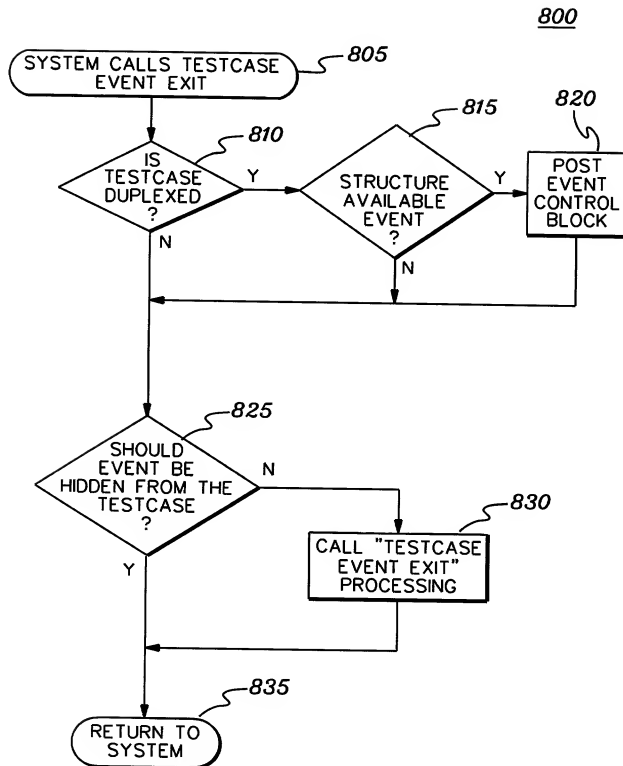 800
SYSTEM CALLS TESTCASE
EVENT EXIT
805
810
IS
TESTCASE
DUPLEXED
?
Y
N
815
STRUCTURE
AVAILABLE
EVENT
?
Y
N
820
POST
EVENT
CONTROL
BLOCK
825
SHOULD
EVENT BE
HIDDEN FROM THE
TESTCASE
?
N
Y
830
CALL "TESTCASE
EVENT EXIT"
PROCESSING
835
RETURN TO
SYSTEM